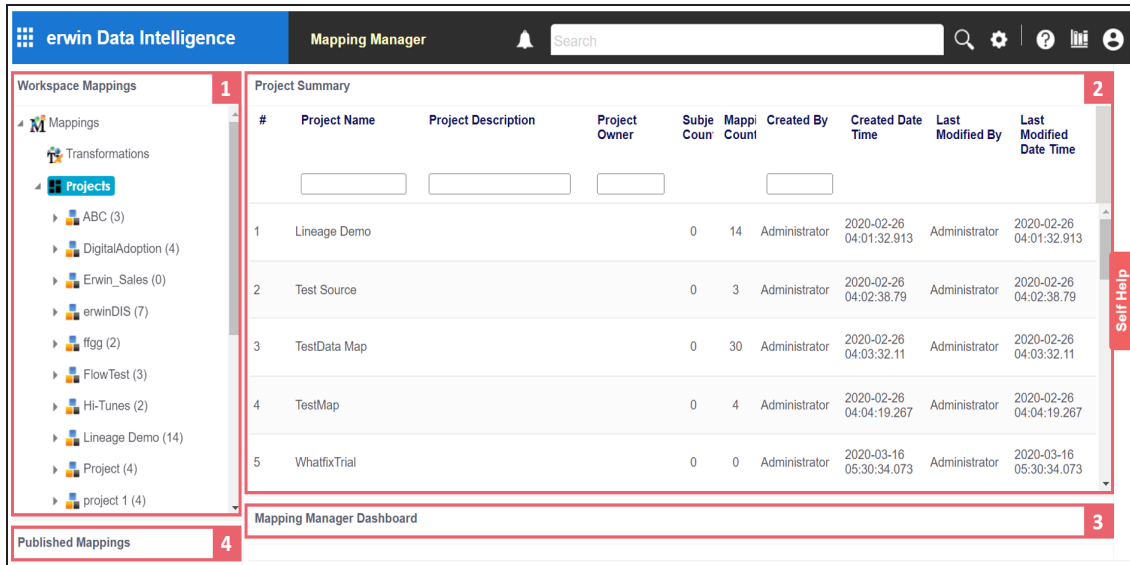 erwin Data Intelligence Mapping Manager Search
Workspace Mappings 1
Mappings
Transformations
Projects
ABC (3)
DigitalAdoption (4)
Erwin_Sales (0)
erwinDIS (7)
ffgg (2)
FlowTest (3)
Hi-Tunes (2)
Lineage Demo (14)
Project (4)
project 1 (4)
Published Mappings 4
Project Summary 2
# Project Name Project Description Project Subje Mappi Created By Created Date Last Last
Owner Coun Count Time Modified By Modified
Date Time
1 Lineage Demo 0 14 Administrator 2020-02-26 04:01:32.913 Administrator 2020-02-26 04:01:32.913
2 Test Source 0 3 Administrator 2020-02-26 04:02:38.79 Administrator 2020-02-26 04:02:38.79
3 TestData Map 0 30 Administrator 2020-02-26 04:03:32.11 Administrator 2020-02-26 04:03:32.11
4 TestMap 0 4 Administrator 2020-02-26 04:04:19.267 Administrator 2020-02-26 04:04:19.267
5 WhatfixTrial 0 0 Administrator 2020-03-16 05:30:34.073 Administrator 2020-03-16 05:30:34.073
Mapping Manager Dashboard 3
Self Help